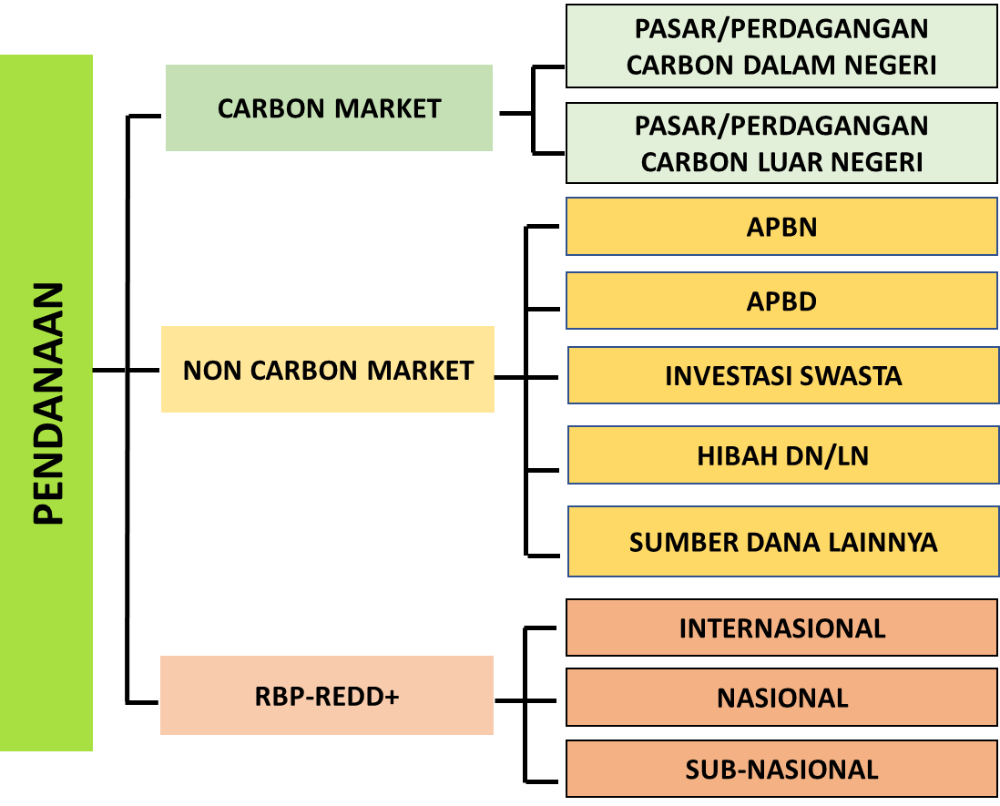 PENDANAAN
CARBON MARKET
PASAR/PERDAGANGAN
CARBON DALAM NEGERI
PASAR/PERDAGANGAN
CARBON LUAR NEGERI
NON CARBON MARKET
APBN
APBD
INVESTASI SWASTA
HIBAH DN/LN
SUMBER DANA LAINNYA
RBP-REDD+
INTERNASIONAL
NASIONAL
SUB-NASIONAL